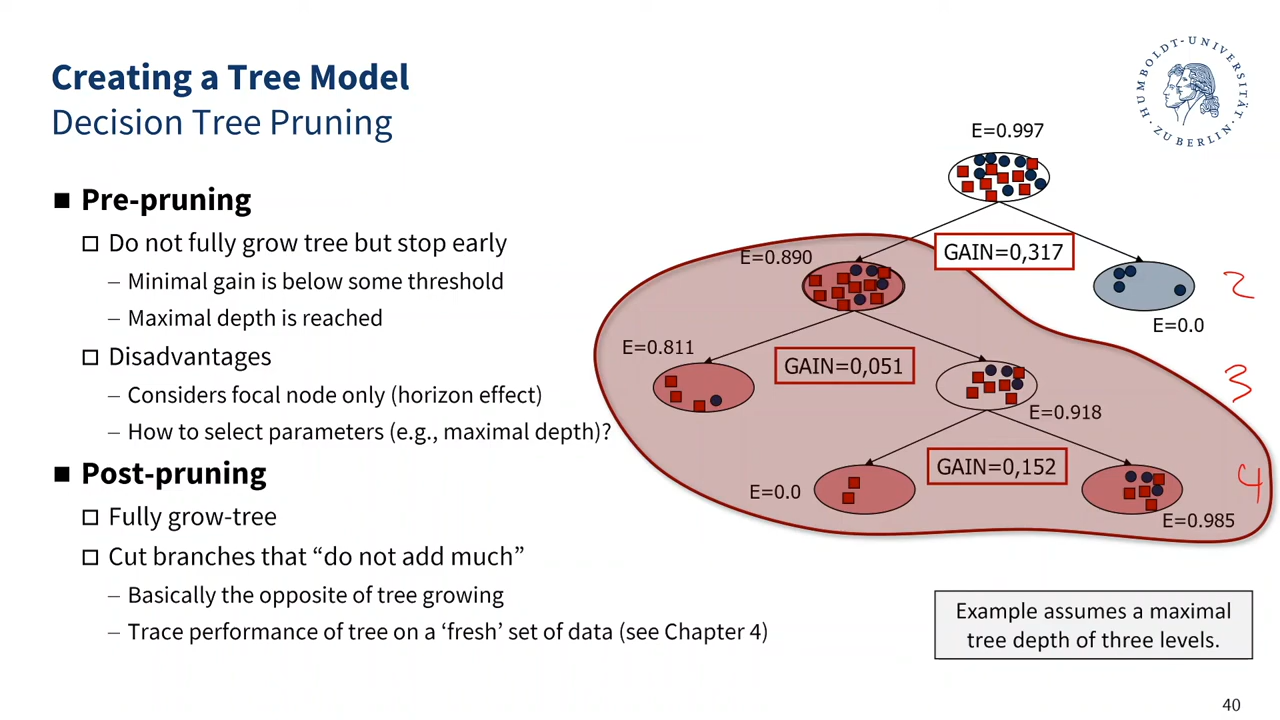 Creating a Tree Model
Decision Tree Pruning
HUMBOLDT-UNIVERSITÄT
ZU BERLIN
■ Pre-pruning
□ Do not fully grow tree but stop early
– Minimal gain is below some threshold
– Maximal depth is reached
□ Disadvantages
– Considers focal node only (horizon effect)
– How to select parameters (e.g., maximal depth)?
■ Post-pruning
□ Fully grow-tree
□ Cut branches that “do not add much”
– Basically the opposite of tree growing
– Trace performance of tree on a ‘fresh’ set of data (see Chapter 4)
E=0.997
E=0.890
GAIN=0,317
2
E=0.0
E=0.811
GAIN=0,051
3
E=0.918
GAIN=0,152
4
E=0.0
E=0.985
Example assumes a maximal
tree depth of three levels.
40